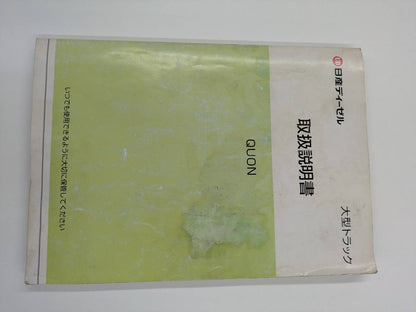 日産ディーゼル
大型トラック
取扱説明書
QUON
いつでも使用できるように大切に保管してください